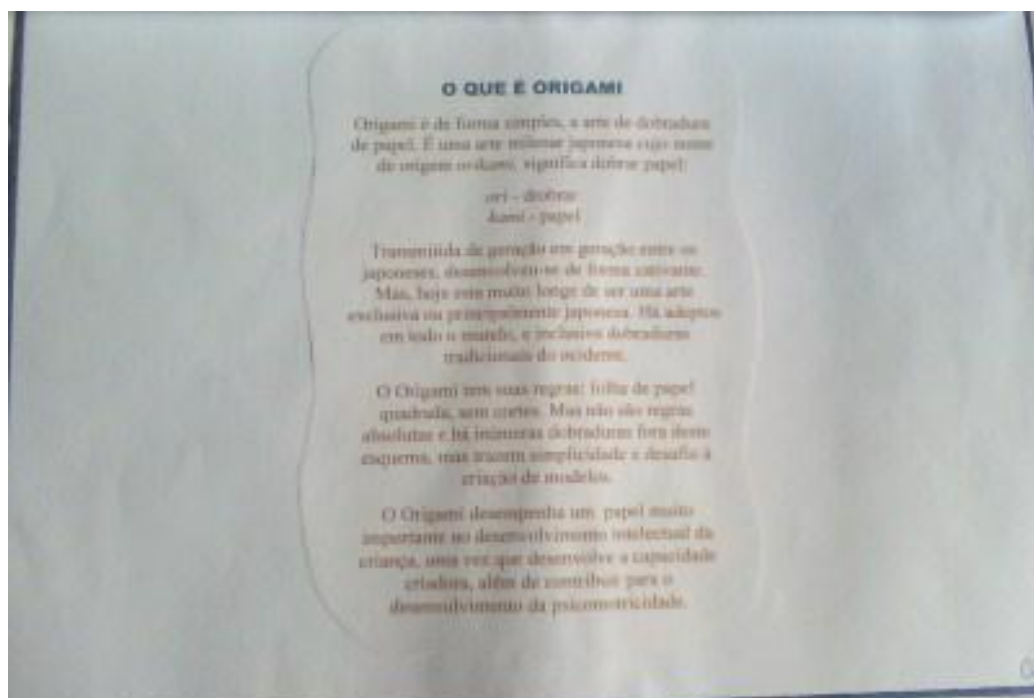 O QUE É ORIGAMI
Origami é de forma simples, a arte de dobradura
de papel. É uma arte milenar japonesa cujo nome
de origem ori-kami, significa dobrar papel:
ori - dobrar
kami - papel
Transmitida de geração em geração entre os
japoneses, desenvolveu-se de forma cativante.
Mas, hoje está muito longe de ser uma arte
exclusiva ou principalmente japonesa. Há adeptos
em todo o mundo, e inclusive dobraduras
tradicionais do ocidente.
O Origami tem suas regras: folha de papel
quadrada, sem cortes. Mas não são regras
absolutas e há inúmeras dobraduras fora deste
esquema, mas trazem simplicidade e desafio à
criação de modelos.
O Origami desempenha um papel muito
importante no desenvolvimento intelectual da
criança, uma vez que desenvolve a capacidade
criadora, além de contribuir para o
desenvolvimento da psicomotricidade.